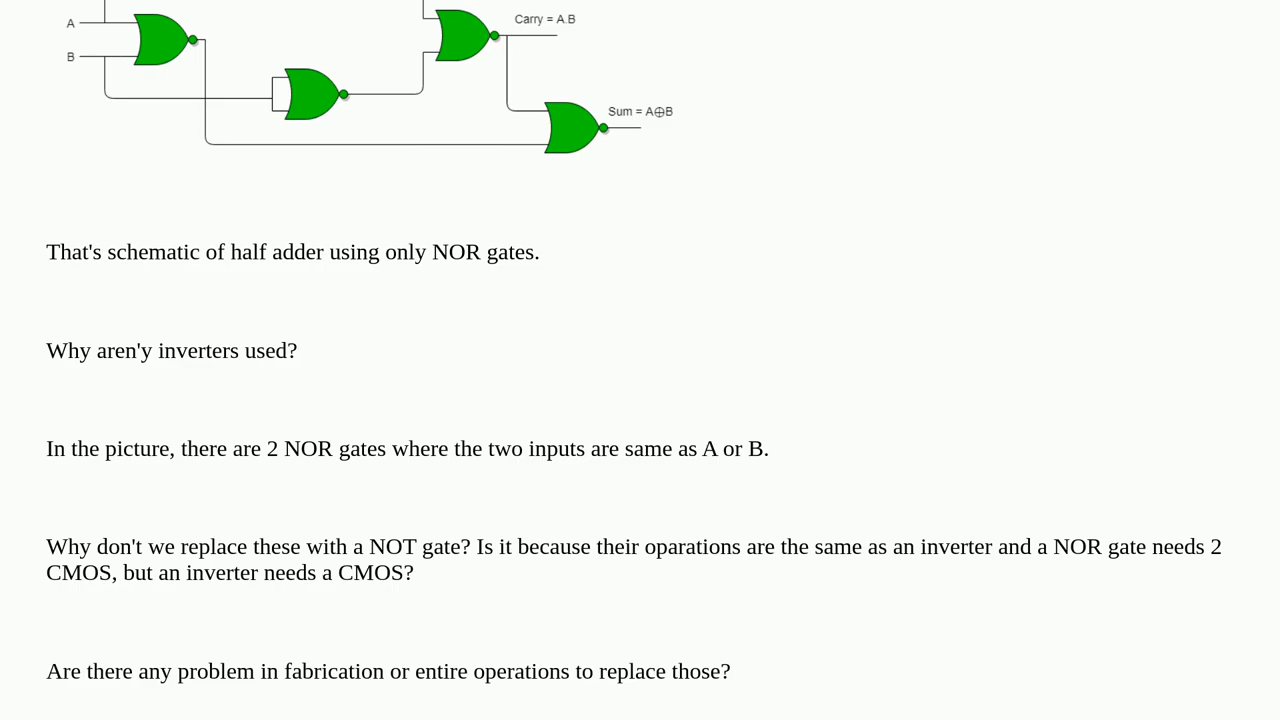 A
B
Carry = A.B
Sum = A⊕B
That's schematic of half adder using only NOR gates.
Why aren'y inverters used?
In the picture, there are 2 NOR gates where the two inputs are same as A or B.
Why don't we replace these with a NOT gate? Is it because their oparations are the same as an inverter and a NOR gate needs 2
CMOS, but an inverter needs a CMOS?
Are there any problem in fabrication or entire operations to replace those?